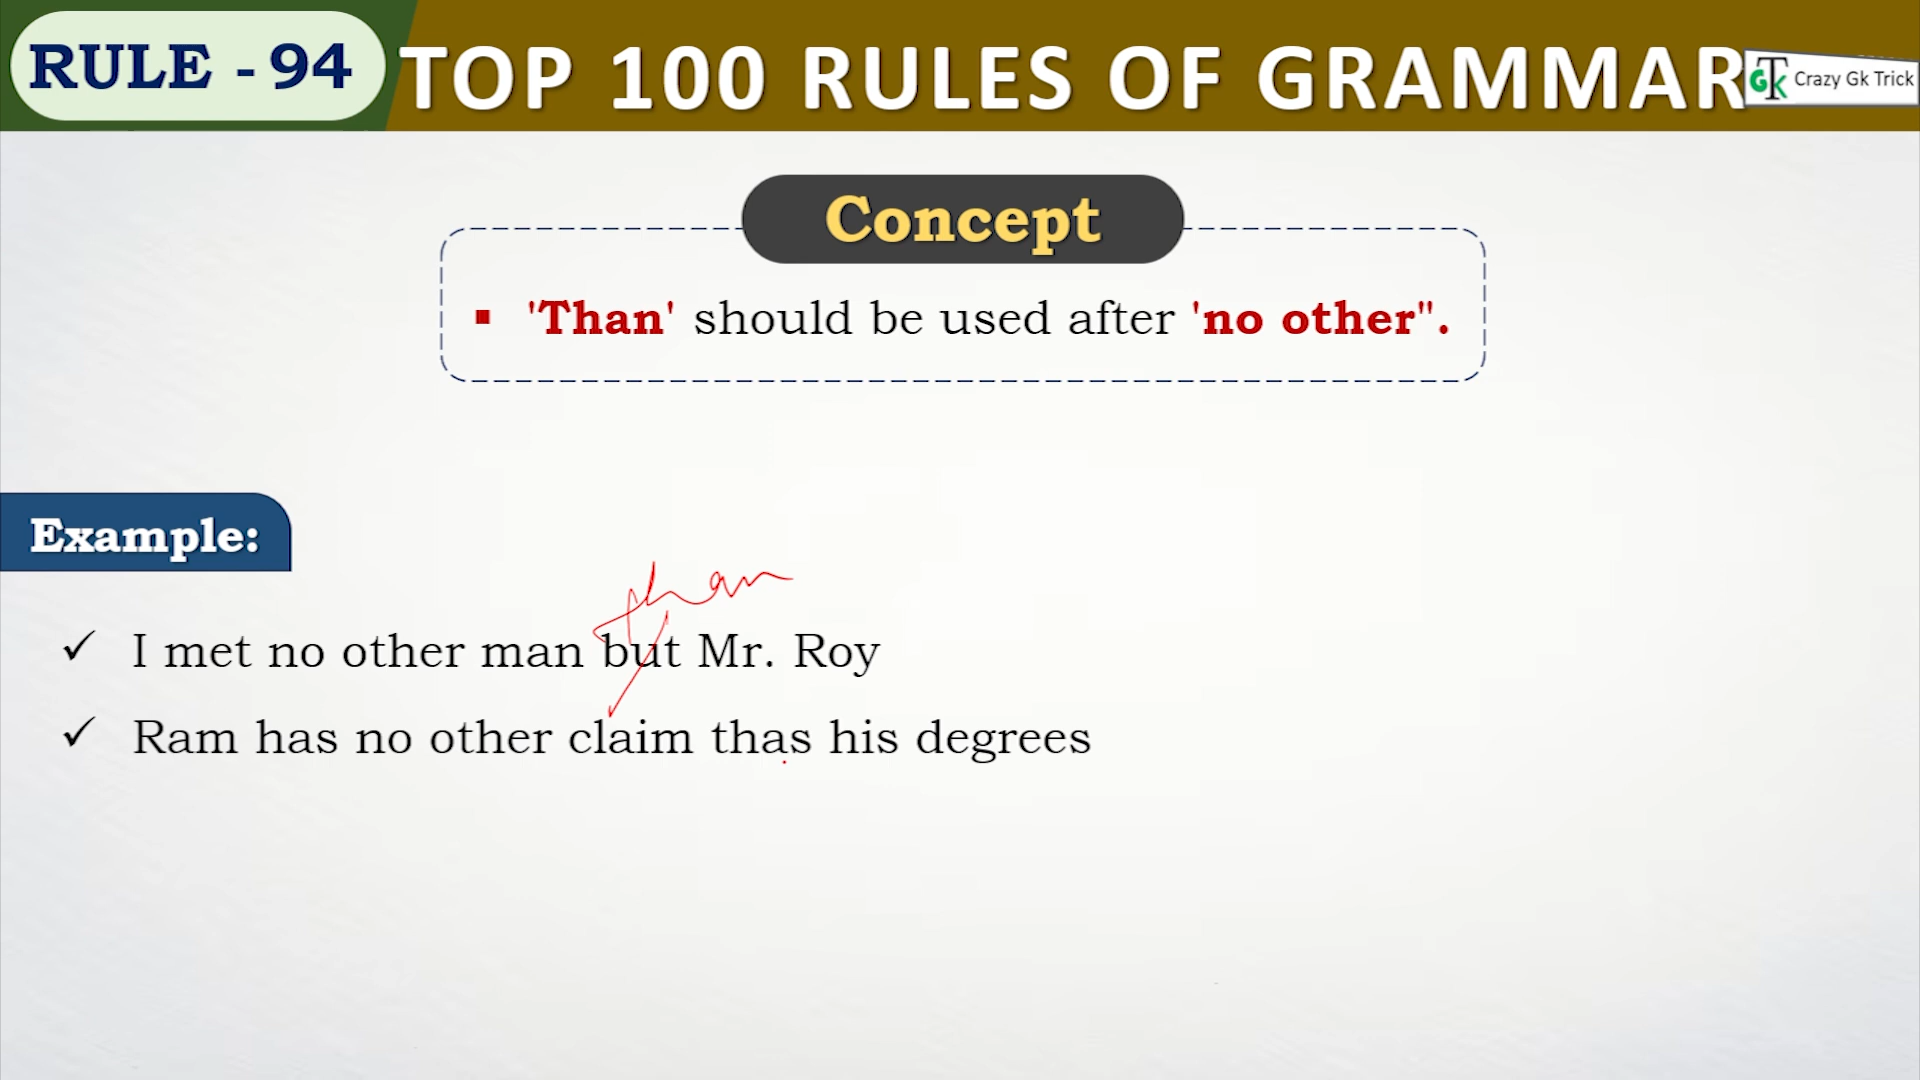 RULE - 94
TOP 100 RULES OF GRAMMAR
GTK Crazy Gk Trick
Concept
▪ 'Than' should be used after 'no other".
Example:
than
✓ I met no other man but Mr. Roy
✓ Ram has no other claim thas his degrees